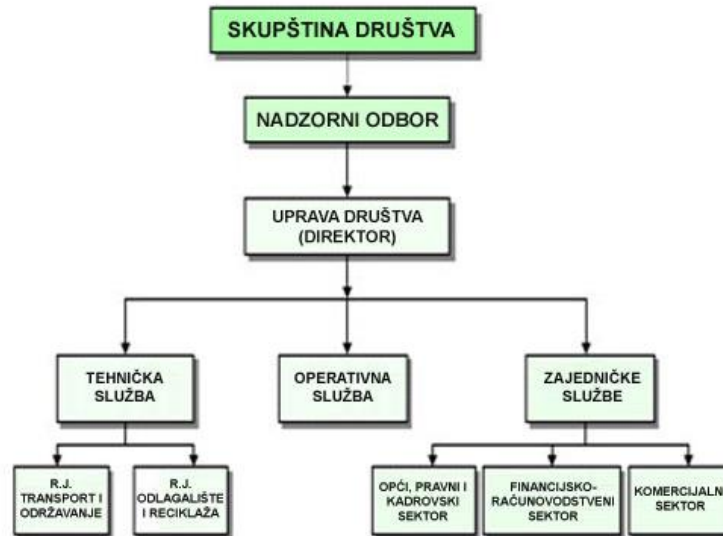 SKUPŠTINA DRUŠTVA
NADZORNI ODBOR
UPRAVA DRUŠTVA
(DIREKTOR)
TEHNIČKA
SLUŽBA
OPERATIVNA
SLUŽBA
ZAJEDNIČKE
SLUŽBE
R.J.
TRANSPORT I
ODRŽAVANJE
R.J.
ODLAGALIŠTE
I RECIKLAŽA
OPĆI, PRAVNI I
KADROVSKI
SEKTOR
FINANCIJSKO-
RAČUNOVODSTVENI
SEKTOR
KOMERCIJALNI
SEKTOR